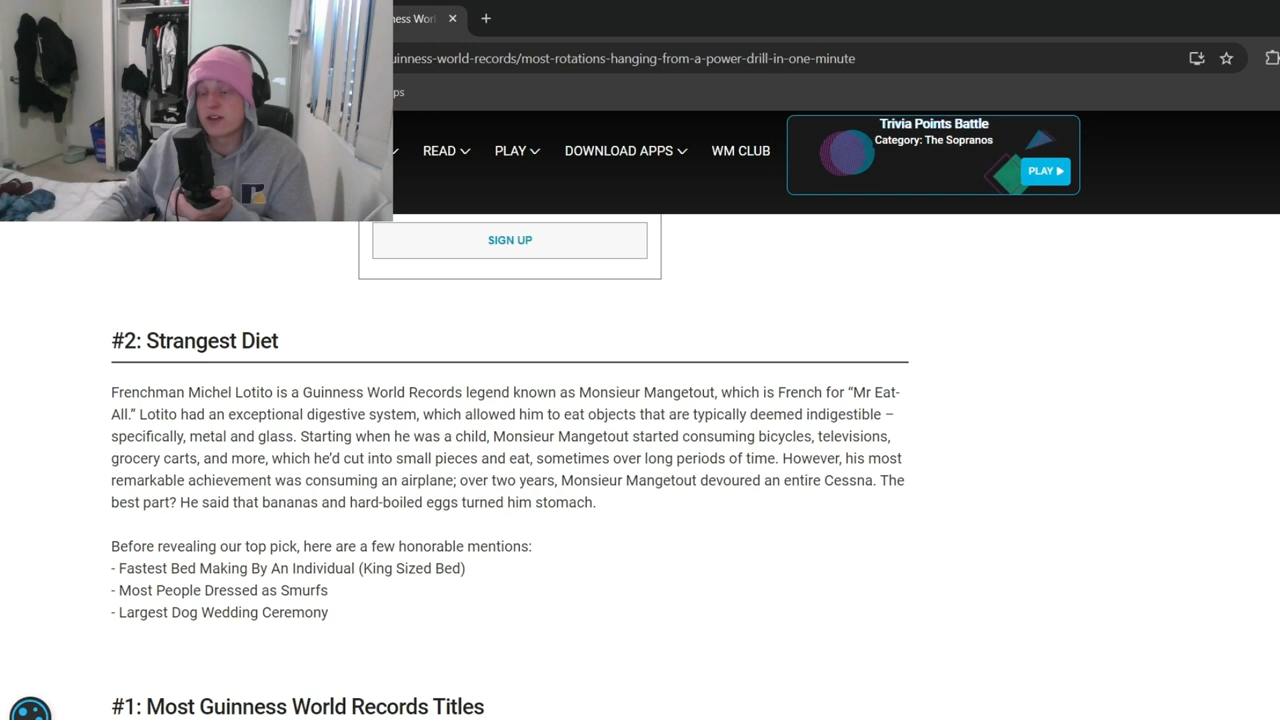 ness Worl
uinness-world-records/most-rotations-hanging-from-a-power-drill-in-one-minute
ps
READ
PLAY
DOWNLOAD APPS
WM CLUB
Trivia Points Battle
Category: The Sopranos
PLAY
SIGN UP
#2: Strangest Diet
Frenchman Michel Lotito is a Guinness World Records legend known as Monsieur Mangetout, which is French for “Mr Eat-
All.” Lotito had an exceptional digestive system, which allowed him to eat objects that are typically deemed indigestible –
specifically, metal and glass. Starting when he was a child, Monsieur Mangetout started consuming bicycles, televisions,
grocery carts, and more, which he’d cut into small pieces and eat, sometimes over long periods of time. However, his most
remarkable achievement was consuming an airplane; over two years, Monsieur Mangetout devoured an entire Cessna. The
best part? He said that bananas and hard-boiled eggs turned him stomach.
Before revealing our top pick, here are a few honorable mentions:
- Fastest Bed Making By An Individual (King Sized Bed)
- Most People Dressed as Smurfs
- Largest Dog Wedding Ceremony
#1: Most Guinness World Records Titles